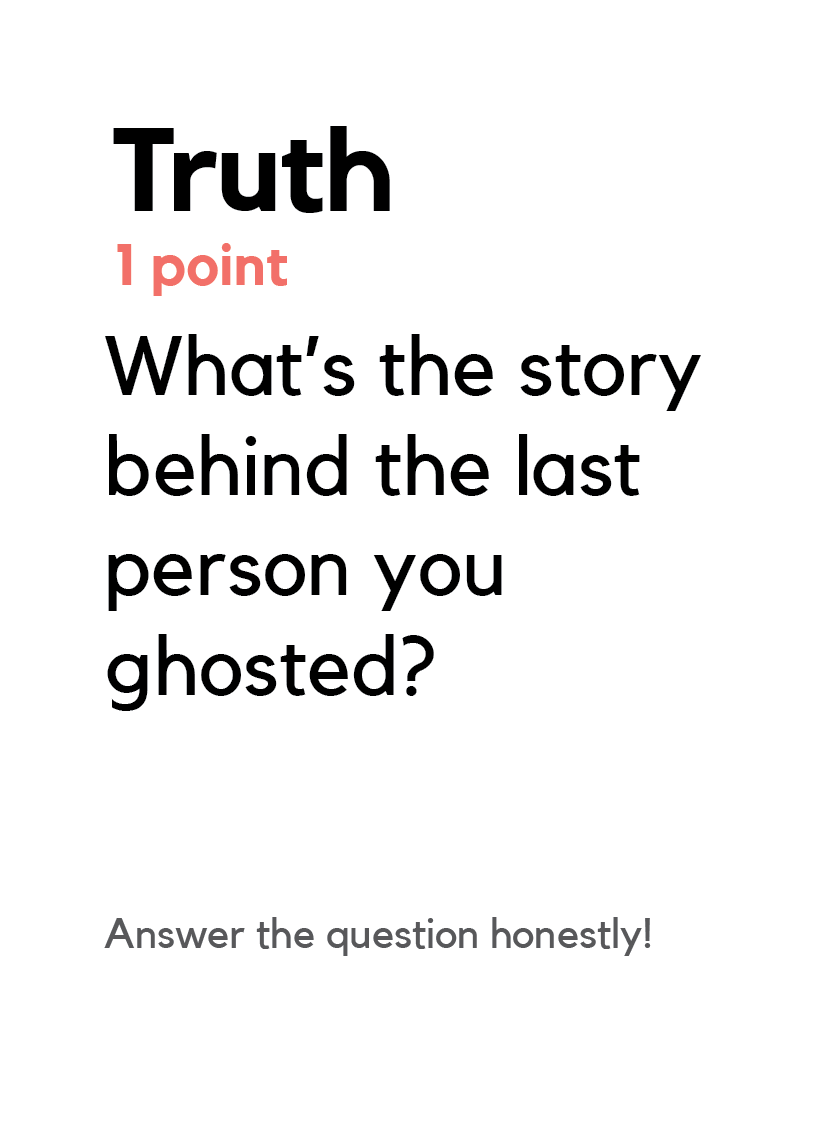 Truth
1 point
What’s the story
behind the last
person you
ghosted?
Answer the question honestly!